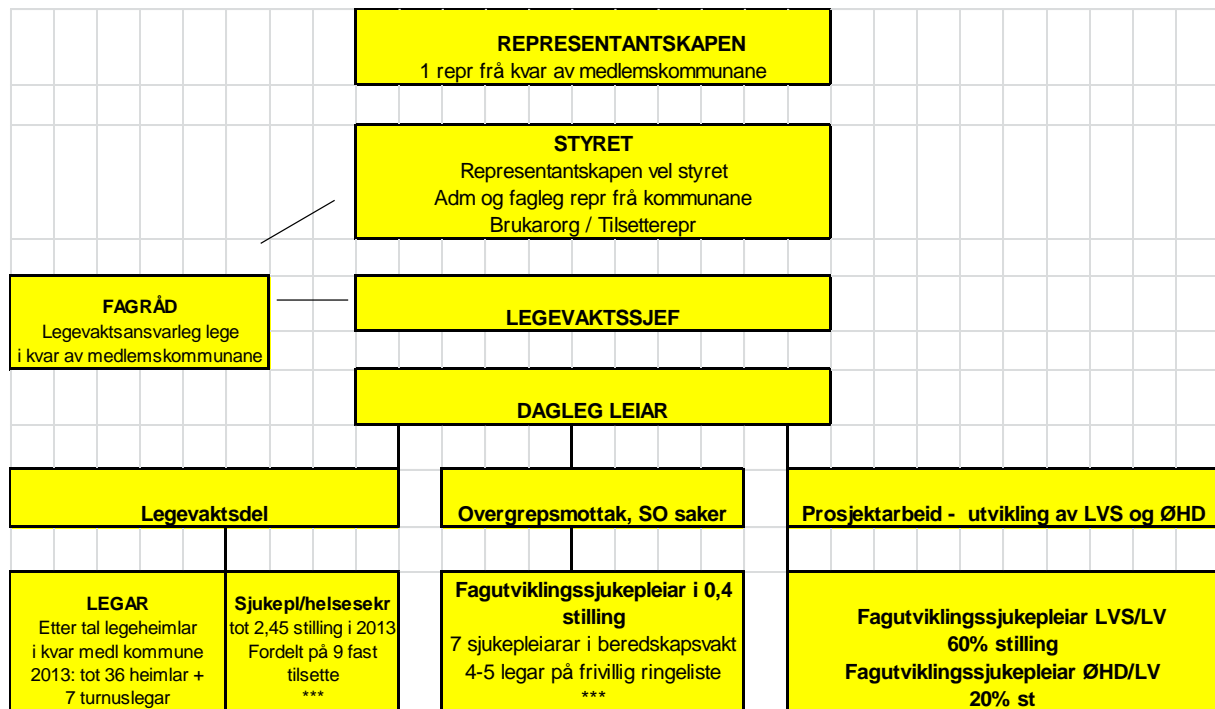 REPRESENTANTSKAPEN
1 repr frå kvar av medlemskommunane
STYRET
Representantskapen vel styret
Adm og fagleg repr frå kommunane
Brukarorg / Tilsetterepr
FAGRÅD
Legevaktsansvarleg lege
i kvar av medlemskommunane
LEGEVAKTSSJEF
DAGLEG LEIAR
Legevaktsdel
Overgrepsmottak, SO saker
Prosjektarbeid - utvikling av LVS og ØHD
LEGAR
Etter tal legeheimlar
i kvar medl kommune
2013: tot 36 heimlar +
7 turnuslegar
Sjukepl/helsesekr
tot 2,45 stilling i 2013
Fordelt på 9 fast
tilsette
***
Fagutviklingssjukepleiar i 0,4
stilling
7 sjukepleiarar i beredskapsvakt
4-5 legar på frivillig ringeliste
***
Fagutviklingssjukepleiar LVS/LV
60% stilling
Fagutviklingssjukepleiar ØHD/LV
20% st